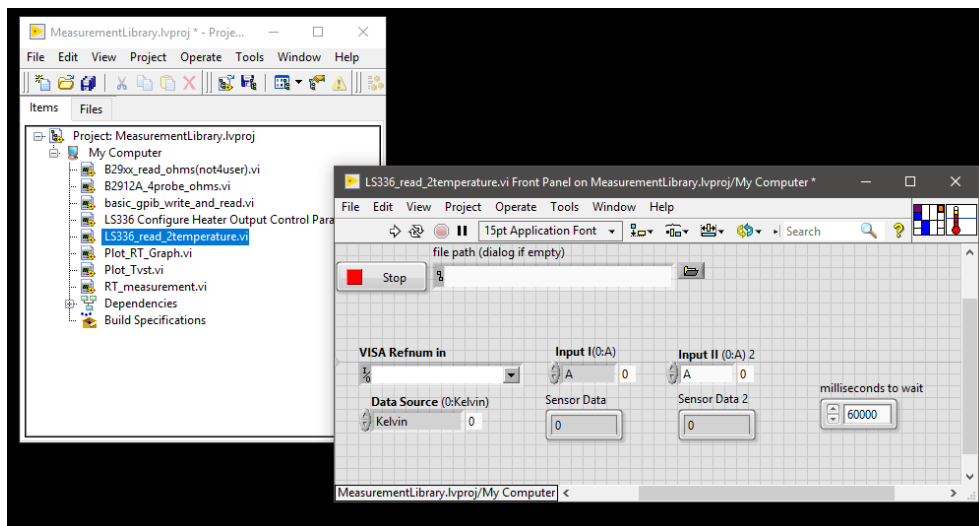 MeasurementLibrary.lvproj * - Proje...
File Edit View Project Operate Tools Window Help
Items Files
Project: MeasurementLibrary.lvproj
My Computer
B29xx_read_ohms(not4user).vi
B2912A_4probe_ohms.vi
basic_gpib_write_and_read.vi
LS336 Configure Heater Output Control Para
LS336_read_2temperature.vi
Plot_RT_Graph.vi
Plot_Tvst.vi
RT_measurement.vi
Dependencies
Build Specifications
LS336_read_2temperature.vi Front Panel on MeasurementLibrary.lvproj/My Computer *
File Edit View Project Operate Tools Window Help
15pt Application Font Search
file path (dialog if empty)
Stop
VISA Refnum in Input I(0:A) Input II (0:A) 2
I/0 A 0 A 0
milliseconds to wait
Data Source (0:Kelvin) Sensor Data Sensor Data 2
Kelvin 0 0 0 60000
MeasurementLibrary.lvproj/My Computer